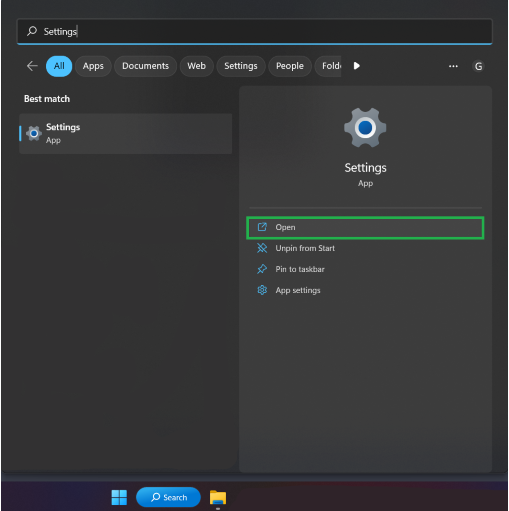 Settings
All Apps Documents Web Settings People Fold ... G
Best match
Settings
App
Settings
App
Open
Unpin from Start
Pin to taskbar
App settings
Search